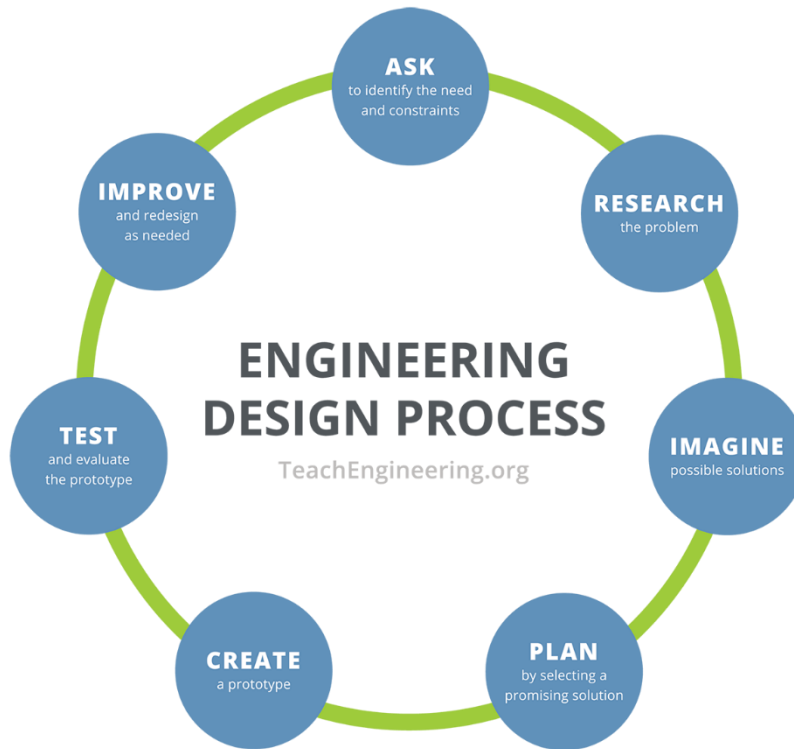 ASK
to identify the need
and constraints
RESEARCH
the problem
IMAGINE
possible solutions
PLAN
by selecting a
promising solution
CREATE
a prototype
TEST
and evaluate
the prototype
IMPROVE
and redesign
as needed
ENGINEERING
DESIGN PROCESS
TeachEngineering.org